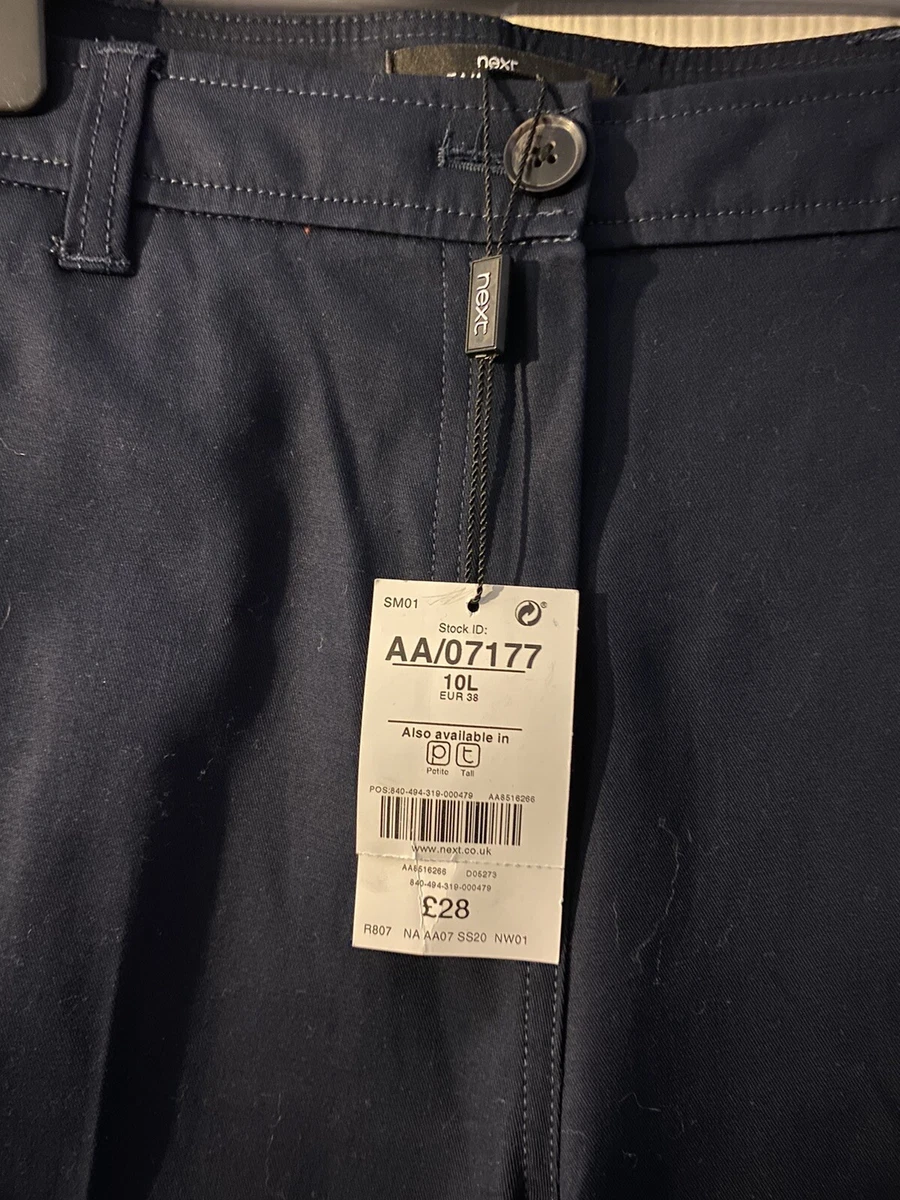 next
next
SM01
Stock ID:
AA/07177
10L
EUR 38
Also available in
p t
Petite Tall
POS:840-494-319-000479 AA8516266
www.next.co.uk
AA8516266 D05273
840-494-319-000479
£28
R807 NA AA07 SS20 NW01